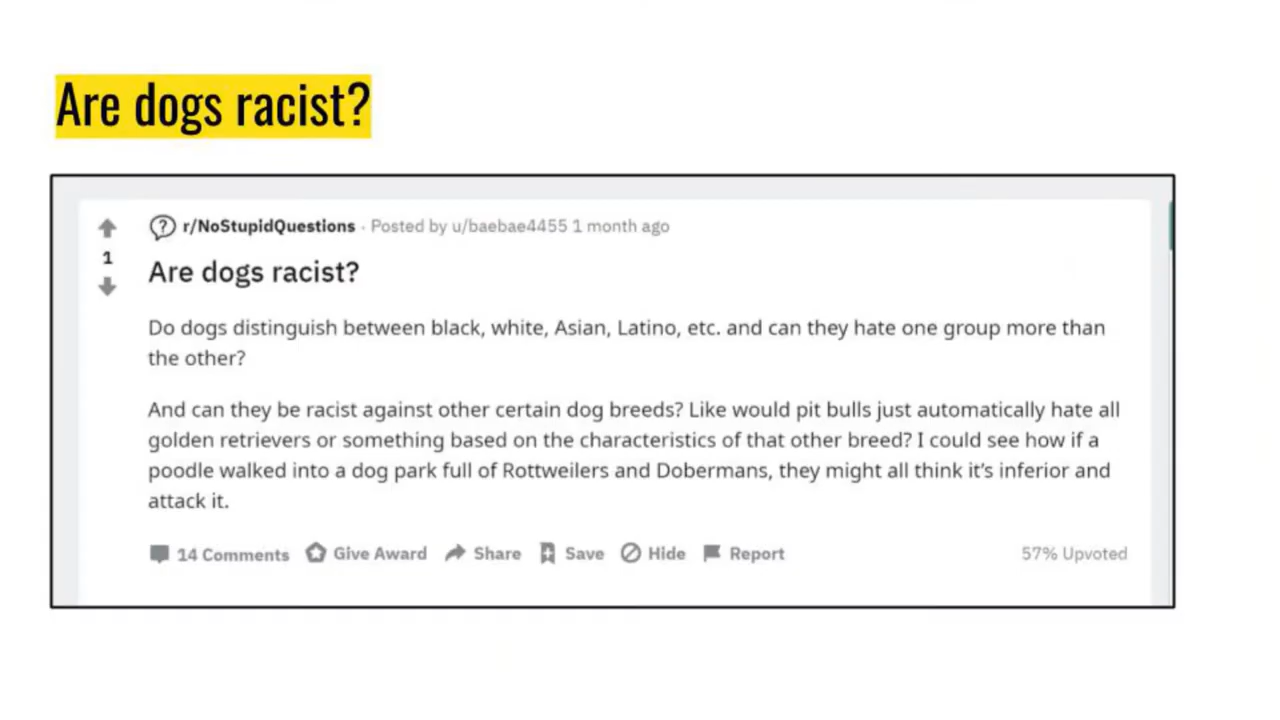 Are dogs racist?
r/NoStupidQuestions · Posted by u/baebae4455 1 month ago
1
Are dogs racist?
Do dogs distinguish between black, white, Asian, Latino, etc. and can they hate one group more than
the other?
And can they be racist against other certain dog breeds? Like would pit bulls just automatically hate all
golden retrievers or something based on the characteristics of that other breed? I could see how if a
poodle walked into a dog park full of Rottweilers and Dobermans, they might all think it’s inferior and
attack it.
14 Comments Give Award Share Save Hide Report 57% Upvoted